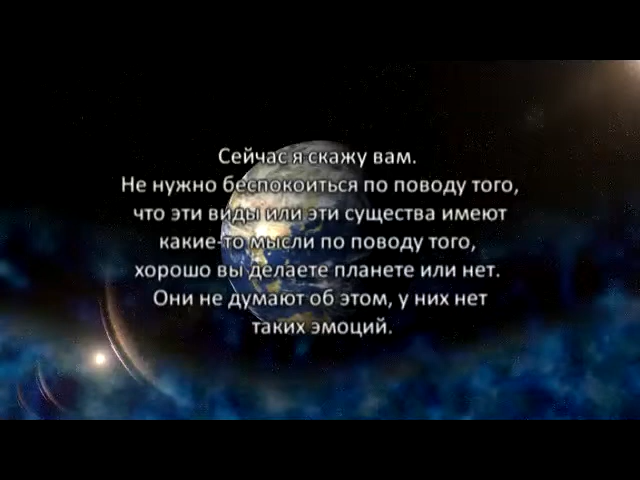 Сейчас я скажу вам.
Не нужно беспокоиться по поводу того,
что эти виды или эти существа имеют
какие-то мысли по поводу того,
хорошо вы делаете планете или нет.
Они не думают об этом, у них нет
таких эмоций.